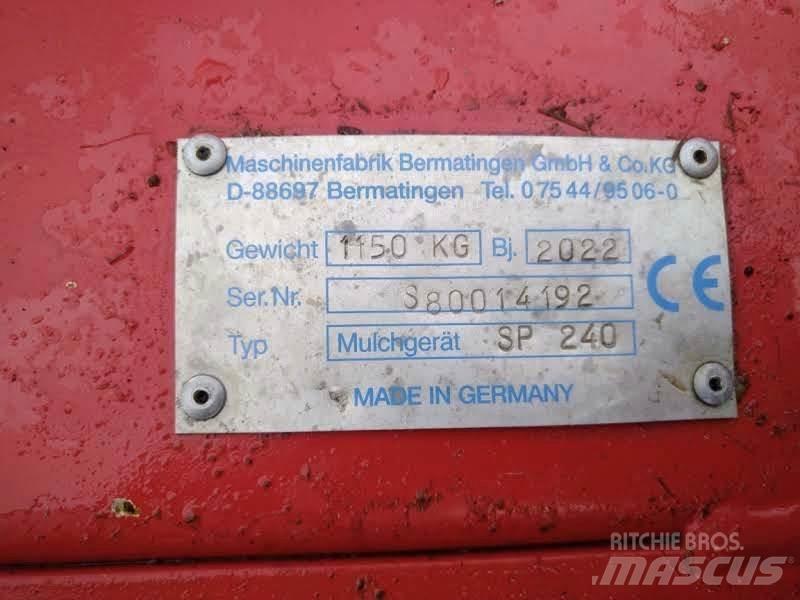 Maschinenfabrik Bermatingen GmbH & Co.KG
D-88697 Bermatingen Tel. 0 75 44/95 06-0
Gewicht 1150 KG Bj. 2022
Ser.Nr. S80014192
Typ Mulchgerät SP 240
CE
MADE IN GERMANY
RITCHIE BROS.
MASCUS